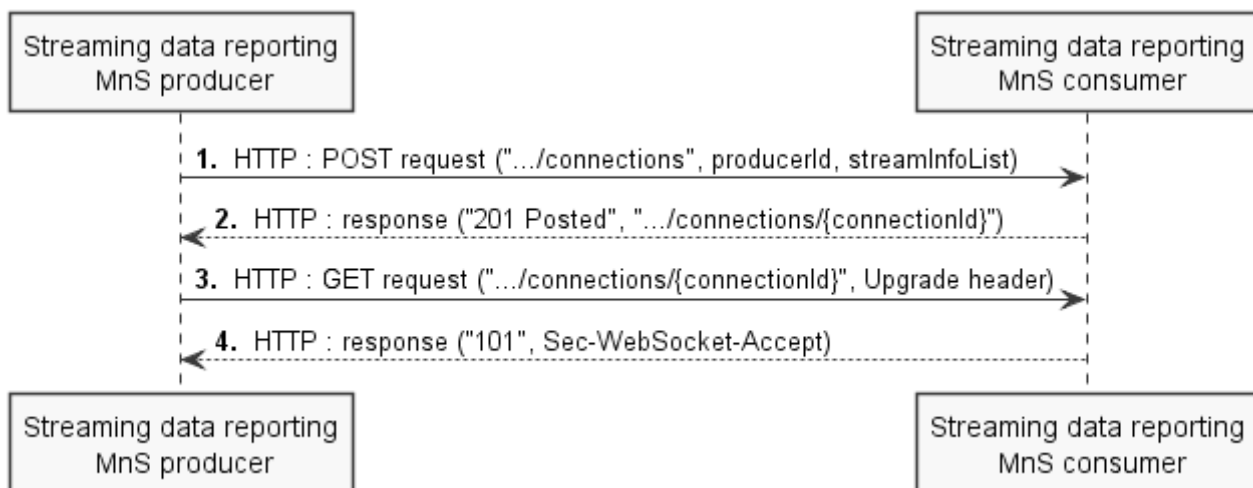 Streaming data reporting
MnS producer
Streaming data reporting
MnS consumer
1. HTTP : POST request (".../connections", producerId, streamInfoList)
2. HTTP : response ("201 Posted", ".../connections/{connectionId}")
3. HTTP : GET request (".../connections/{connectionId}", Upgrade header)
4. HTTP : response ("101", Sec-WebSocket-Accept)
Streaming data reporting
MnS producer
Streaming data reporting
MnS consumer